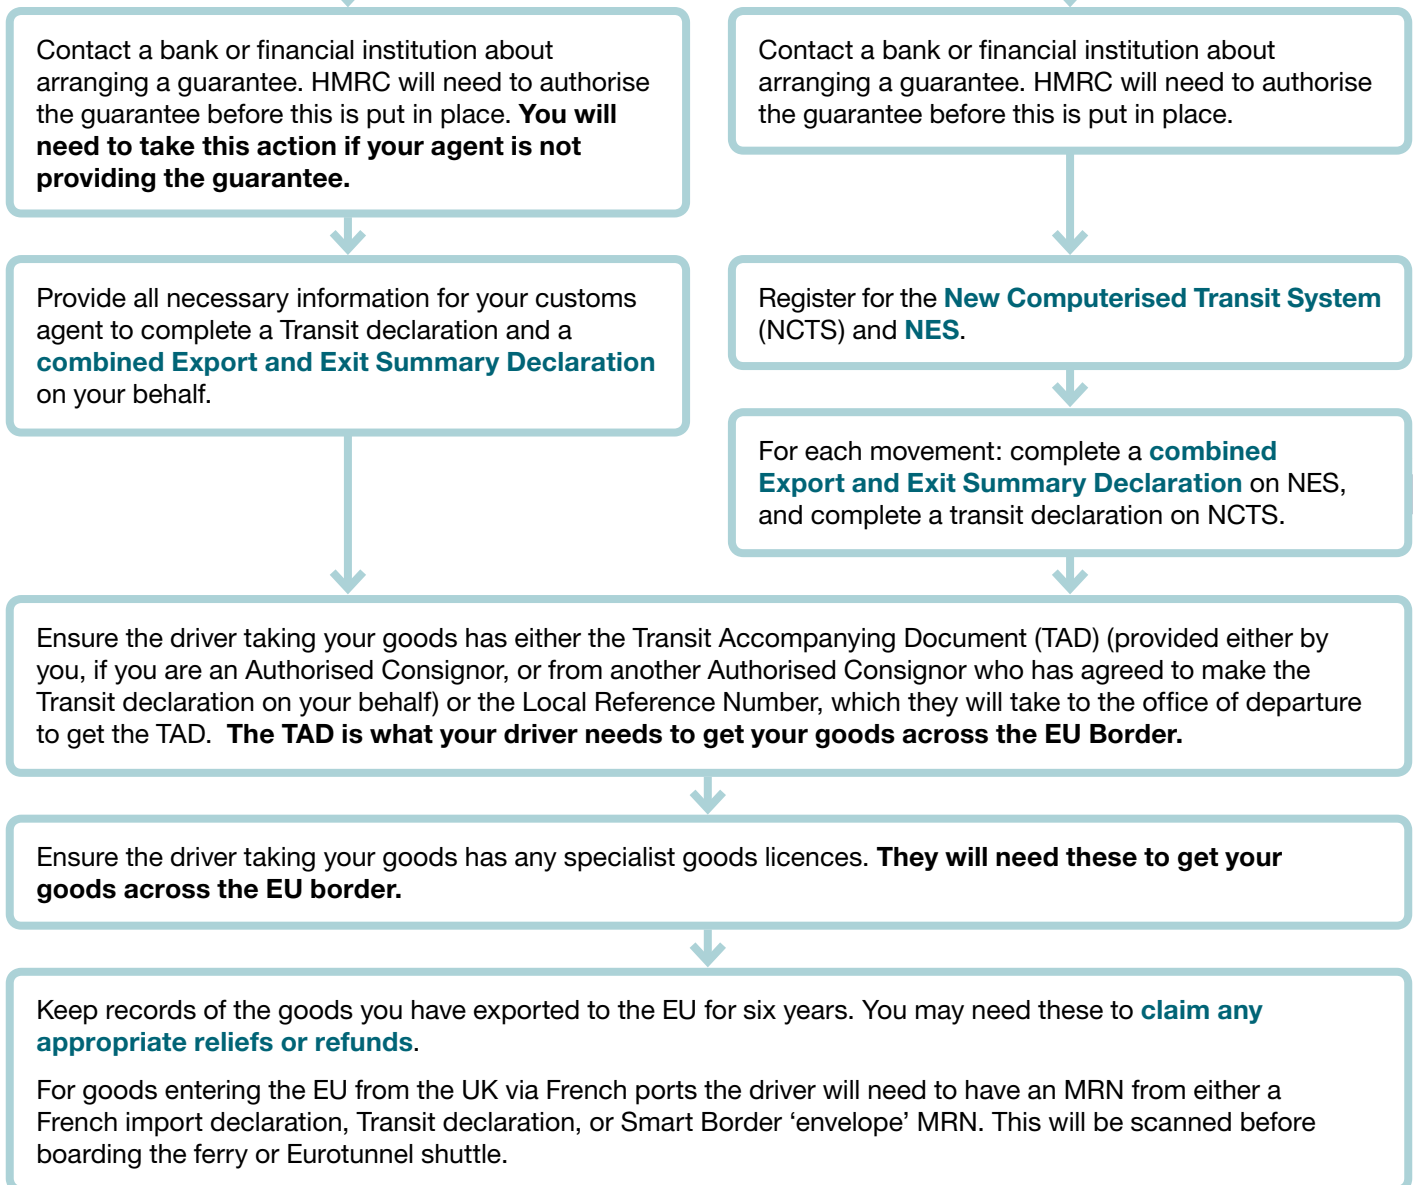 Contact a bank or financial institution about
arranging a guarantee. HMRC will need to authorise
the guarantee before this is put in place. You will
need to take this action if your agent is not
providing the guarantee.
Contact a bank or financial institution about
arranging a guarantee. HMRC will need to authorise
the guarantee before this is put in place.
Provide all necessary information for your customs
agent to complete a Transit declaration and a
combined Export and Exit Summary Declaration
on your behalf.
Register for the New Computerised Transit System
(NCTS) and NES.
For each movement: complete a combined
Export and Exit Summary Declaration on NES,
and complete a transit declaration on NCTS.
Ensure the driver taking your goods has either the Transit Accompanying Document (TAD) (provided either by
you, if you are an Authorised Consignor, or from another Authorised Consignor who has agreed to make the
Transit declaration on your behalf) or the Local Reference Number, which they will take to the office of departure
to get the TAD.  The TAD is what your driver needs to get your goods across the EU Border.
Ensure the driver taking your goods has any specialist goods licences. They will need these to get your
goods across the EU border.
Keep records of the goods you have exported to the EU for six years. You may need these to claim any
appropriate reliefs or refunds.
For goods entering the EU from the UK via French ports the driver will need to have an MRN from either a
French import declaration, Transit declaration, or Smart Border ‘envelope’ MRN. This will be scanned before
boarding the ferry or Eurotunnel shuttle.